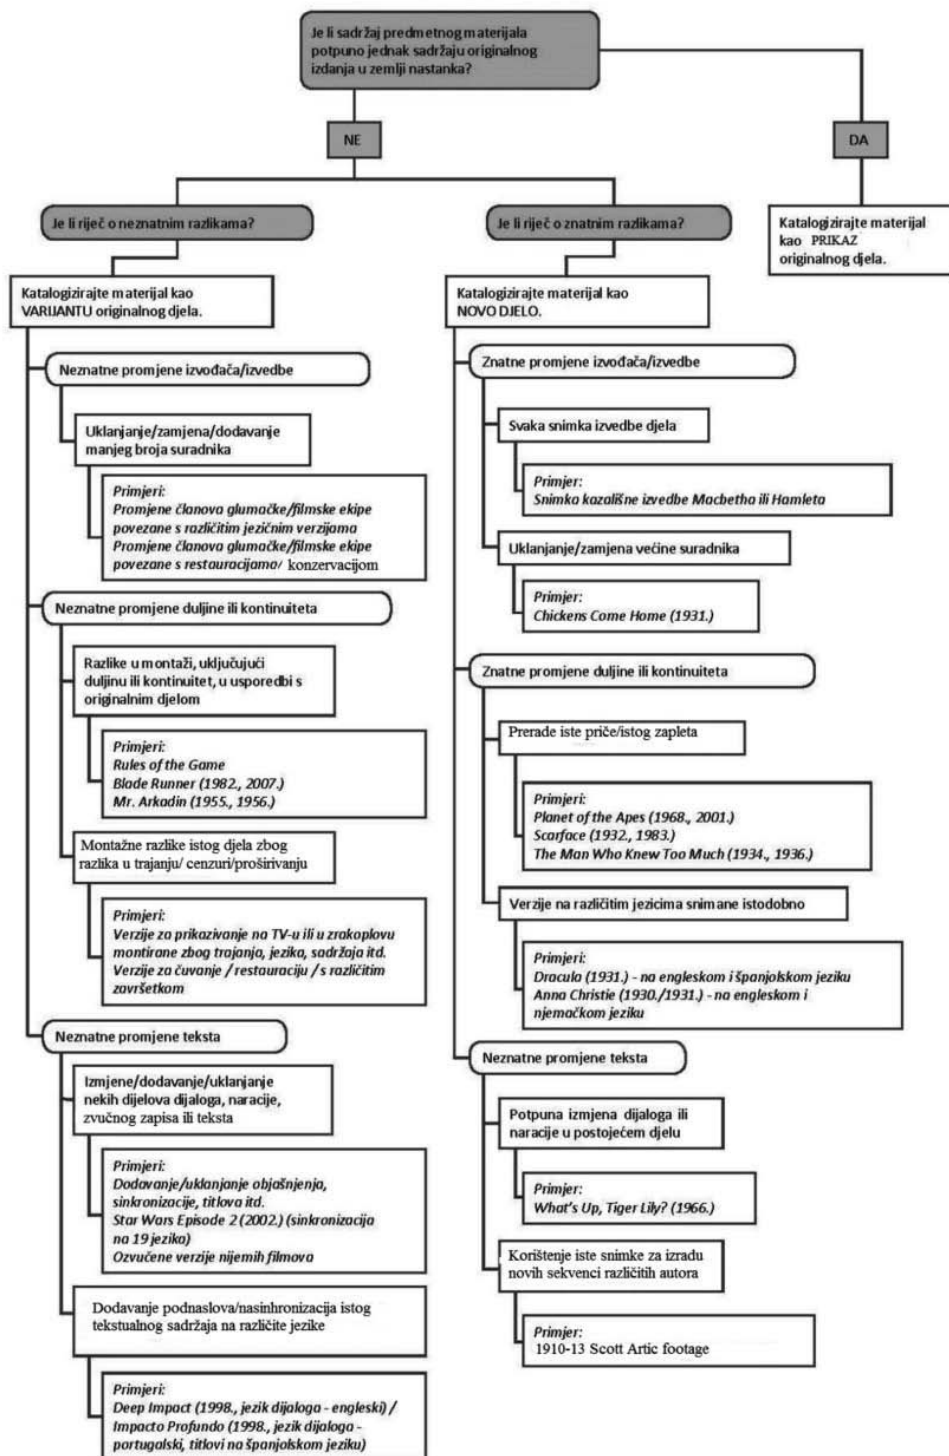 Je li sadržaj predmetnog materijala
potpuno jednak sadržaju originalnog
izdanja u zemlji nastanka?
NE
DA
Je li riječ o neznatnim razlikama?
Je li riječ o znatnim razlikama?
Katalogizirajte materijal
kao PRIKAZ
originalnog djela.
Katalogizirajte materijal kao
VARIJANTU originalnog djela.
Neznatne promjene izvođača/izvedbe
Uklanjanje/zamjena/dodavanje
manjeg broja suradnika
Primjeri:
Promjene članova glumačke/filmske ekipe
povezane s različitim jezičnim verzijama
Promjene članova glumačke/filmske ekipe
povezane s restauracijama/ konzervacijom
Neznatne promjene duljine ili kontinuiteta
Razlike u montaži, uključujući
duljinu ili kontinuitet, u usporedbi s
originalnim djelom
Primjeri:
Rules of the Game
Blade Runner (1982., 2007.)
Mr. Arkadin (1955., 1956.)
Montažne razlike istog djela zbog
razlika u trajanju/ cenzuri/proširivanju
Primjeri:
Verzije za prikazivanje na TV-u ili u zrakoplovu
montirane zbog trajanja, jezika, sadržaja itd.
Verzije za čuvanje / restauraciju / s različitim
završetkom
Neznatne promjene teksta
Izmjene/dodavanje/uklanjanje
nekih dijelova dijaloga, naracije,
zvučnog zapisa ili teksta
Primjeri:
Dodavanje/uklanjanje objašnjenja,
sinkronizacije, titlova itd.
Star Wars Episode 2 (2002.) (sinkronizacija
na 19 jezika)
Ozvučene verzije nijemih filmova
Dodavanje podnaslova/nasinhronizacija istog
tekstualnog sadržaja na različite jezike
Primjeri:
Deep Impact (1998., jezik dijaloga - engleski) /
Impacto Profundo (1998., jezik dijaloga -
portugalski, titlovi na španjolskom jeziku)
Katalogizirajte materijal kao
NOVO DJELO.
Znatne promjene izvođača/izvedbe
Svaka snimka izvedbe djela
Primjer:
Snimka kazališne izvedbe Macbetha ili Hamleta
Uklanjanje/zamjena većine suradnika
Primjer:
Chickens Come Home (1931.)
Znatne promjene duljine ili kontinuiteta
Prerade iste priče/istog zapleta
Primjeri:
Planet of the Apes (1968., 2001.)
Scarface (1932., 1983.)
The Man Who Knew Too Much (1934., 1936.)
Verzije na različitim jezicima snimane istodobno
Primjeri:
Dracula (1931.) - na engleskom i španjolskom jeziku
Anna Christie (1930./1931.) - na engleskom i
njemačkom jeziku
Neznatne promjene teksta
Potpuna izmjena dijaloga ili
naracije u postojećem djelu
Primjer:
What's Up, Tiger Lily? (1966.)
Korištenje iste snimke za izradu
novih sekvenci različitih autora
Primjer:
1910-13 Scott Artic footage